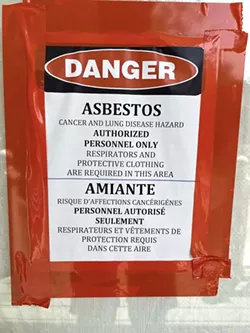 DANGER
ASBESTOS
CANCER AND LUNG DISEASE HAZARD
AUTHORIZED
PERSONNEL ONLY
RESPIRATORS AND
PROTECTIVE CLOTHING
ARE REQUIRED IN THIS AREA
AMIANTE
RISQUE D'AFFECTIONS CANCÉRIGÈNES
PERSONNEL AUTORISÉ
SEULEMENT
RESPIRATEURS ET VÊTEMENTS DE
PROTECTION REQUIS
DANS CETTE AIRE